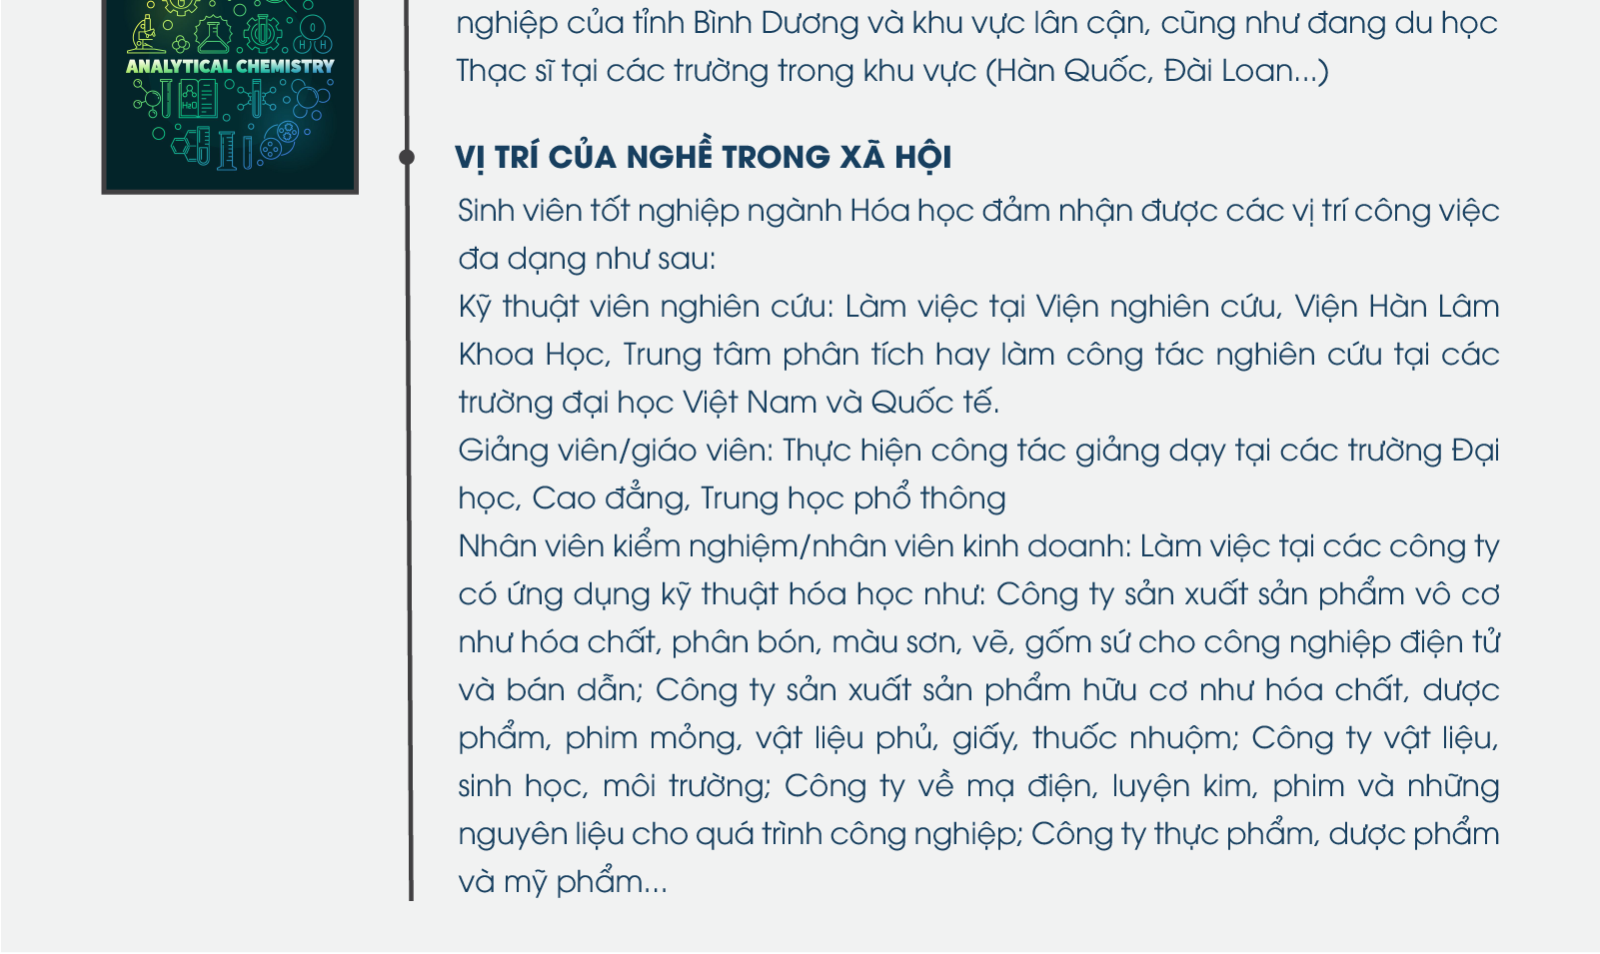 nghiệp của tỉnh Bình Dương và khu vực lân cận, cũng như đang du học
Thạc sĩ tại các trường trong khu vực (Hàn Quốc, Đài Loan...)
O
H H
ANALYTICAL CHEMISTRY
H₂O
VỊ TRÍ CỦA NGHỀ TRONG XÃ HỘI
Sinh viên tốt nghiệp ngành Hóa học đảm nhận được các vị trí công việc
đa dạng như sau:
Kỹ thuật viên nghiên cứu: Làm việc tại Viện nghiên cứu, Viện Hàn Lâm
Khoa Học, Trung tâm phân tích hay làm công tác nghiên cứu tại các
trường đại học Việt Nam và Quốc tế.
Giảng viên/giáo viên: Thực hiện công tác giảng dạy tại các trường Đại
học, Cao đẳng, Trung học phổ thông
Nhân viên kiểm nghiệm/nhân viên kinh doanh: Làm việc tại các công ty
có ứng dụng kỹ thuật hóa học như: Công ty sản xuất sản phẩm vô cơ
như hóa chất, phân bón, màu sơn, vẽ, gốm sứ cho công nghiệp điện tử
và bán dẫn; Công ty sản xuất sản phẩm hữu cơ như hóa chất, dược
phẩm, phim mỏng, vật liệu phủ, giấy, thuốc nhuộm; Công ty vật liệu,
sinh học, môi trường; Công ty về mạ điện, luyện kim, phim và những
nguyên liệu cho quá trình công nghiệp; Công ty thực phẩm, dược phẩm
và mỹ phẩm...